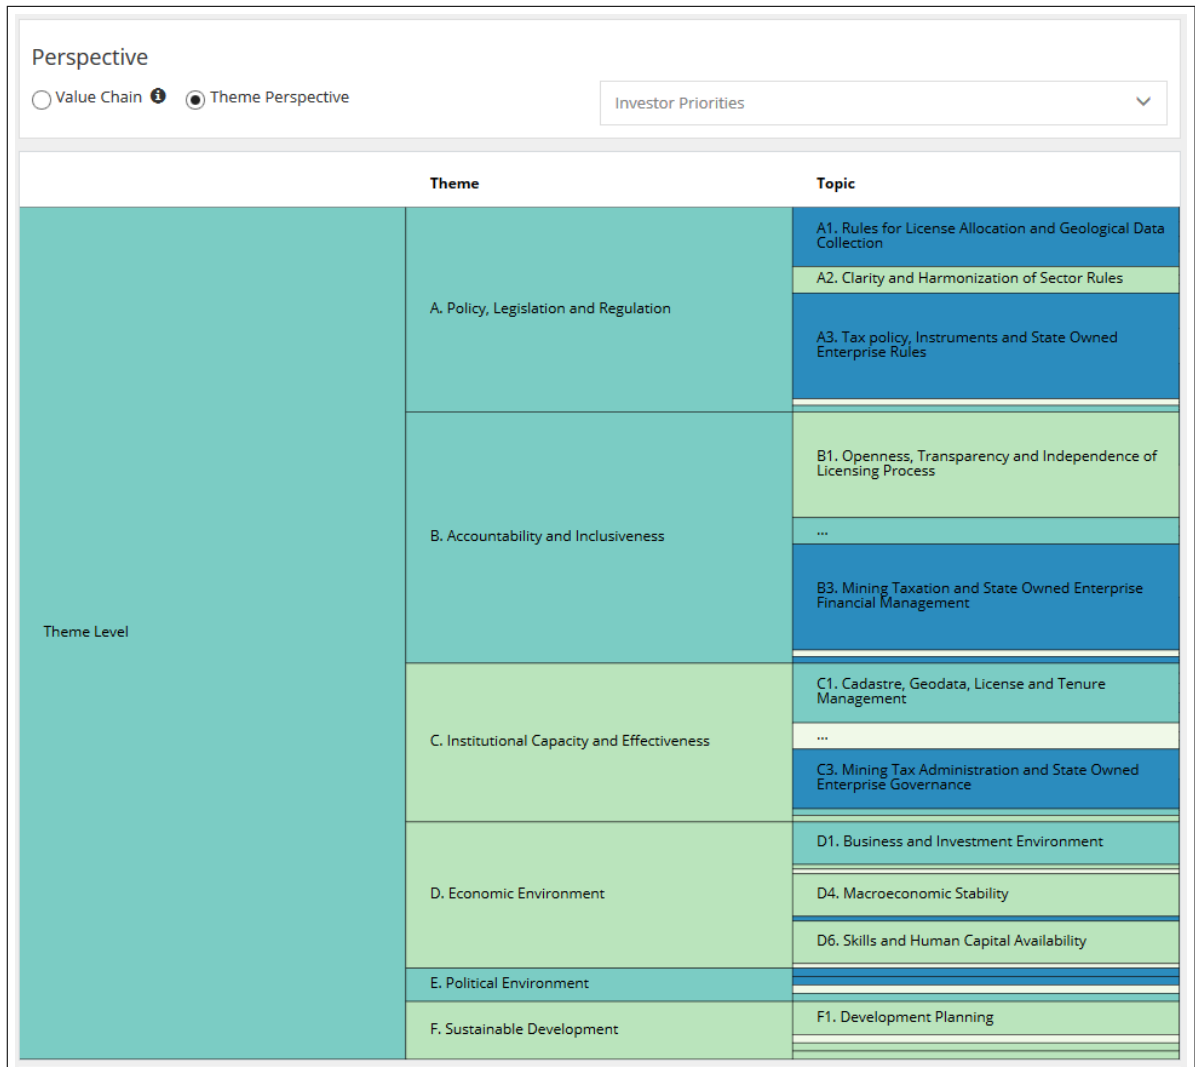 Perspective
Value Chain
Theme Perspective
Investor Priorities
Theme
Topic
Theme Level
A. Policy, Legislation and Regulation
A1. Rules for License Allocation and Geological Data
Collection
A2. Clarity and Harmonization of Sector Rules
A3. Tax policy, Instruments and State Owned
Enterprise Rules
B. Accountability and Inclusiveness
B1. Openness, Transparency and Independence of
Licensing Process
...
B3. Mining Taxation and State Owned Enterprise
Financial Management
C. Institutional Capacity and Effectiveness
C1. Cadastre, Geodata, License and Tenure
Management
...
C3. Mining Tax Administration and State Owned
Enterprise Governance
D. Economic Environment
D1. Business and Investment Environment
D4. Macroeconomic Stability
D6. Skills and Human Capital Availability
E. Political Environment
F. Sustainable Development
F1. Development Planning